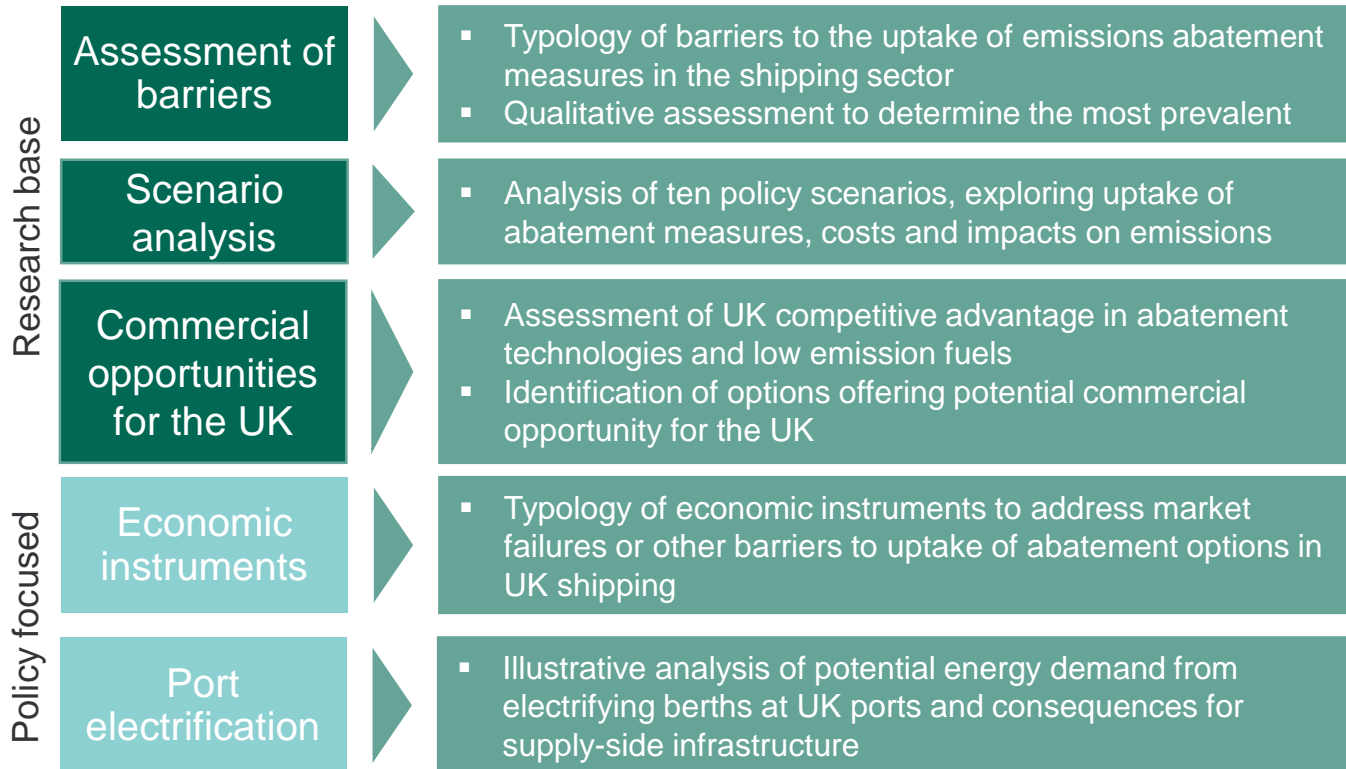 Research base
Assessment of
barriers
▪ Typology of barriers to the uptake of emissions abatement
measures in the shipping sector
▪ Qualitative assessment to determine the most prevalent
Scenario
analysis
▪ Analysis of ten policy scenarios, exploring uptake of
abatement measures, costs and impacts on emissions
Commercial
opportunities
for the UK
▪ Assessment of UK competitive advantage in abatement
technologies and low emission fuels
▪ Identification of options offering potential commercial
opportunity for the UK
Policy focused
Economic
instruments
▪ Typology of economic instruments to address market
failures or other barriers to uptake of abatement options in
UK shipping
Port
electrification
▪ Illustrative analysis of potential energy demand from
electrifying berths at UK ports and consequences for
supply-side infrastructure